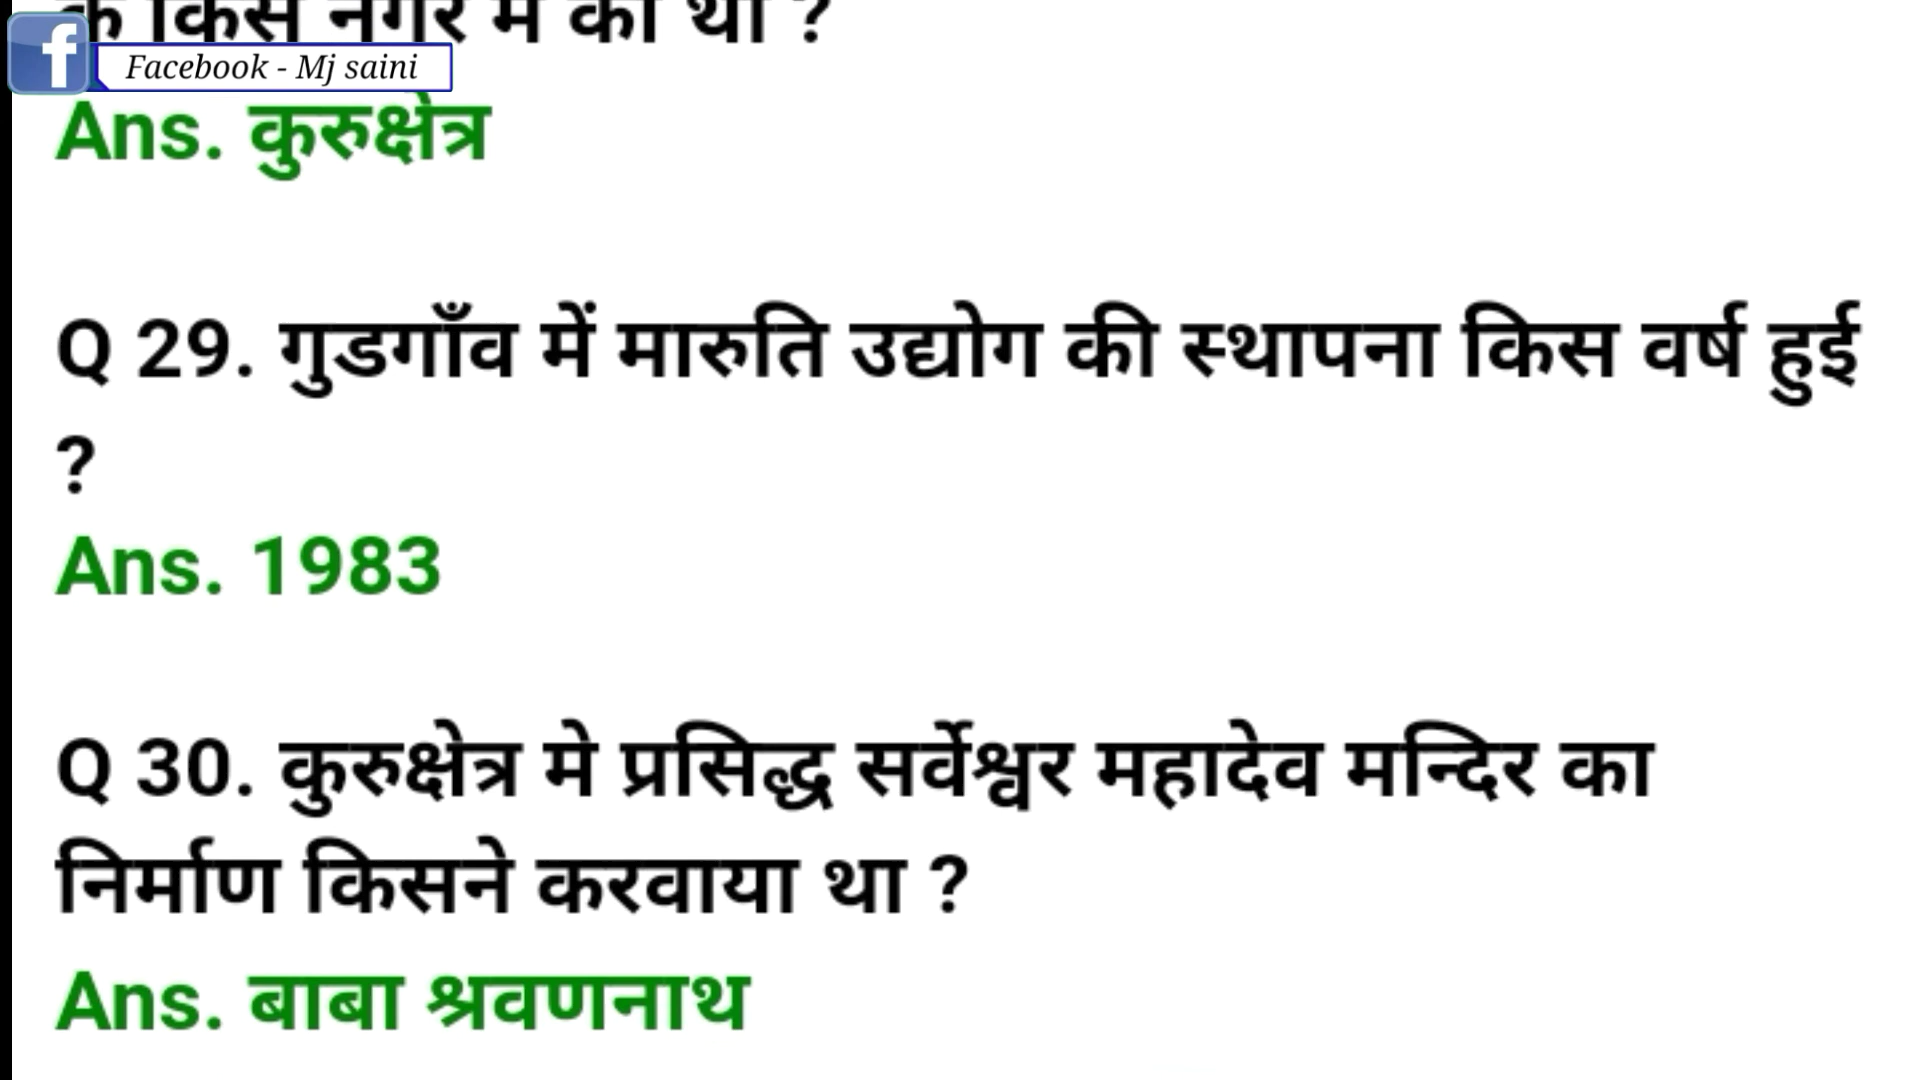 के किस नगर में की थी ?
f
Facebook - Mj saini
Ans. कुरुक्षेत्र
Q 29. गुडगाँव में मारुति उद्योग की स्थापना किस वर्ष हुई
?
Ans. 1983
Q 30. कुरुक्षेत्र मे प्रसिद्ध सर्वेश्वर महादेव मन्दिर का
निर्माण किसने करवाया था ?
Ans. बाबा श्रवणनाथ